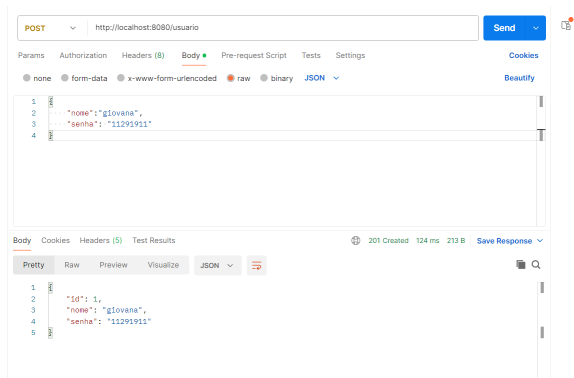 POST http://localhost:8080/usuario Send
Params Authorization Headers (8) Body Pre-request Script Tests Settings Cookies
none form-data x-www-form-urlencoded raw binary JSON Beautify
1 {
2 "nome":"giovana",
3 "senha": "11291911"
4 }
Body Cookies Headers (5) Test Results 201 Created 124 ms 213 B Save Response
Pretty Raw Preview Visualize JSON
1 {
2 "id": 1,
3 "nome": "giovana",
4 "senha": "11291911"
5 }